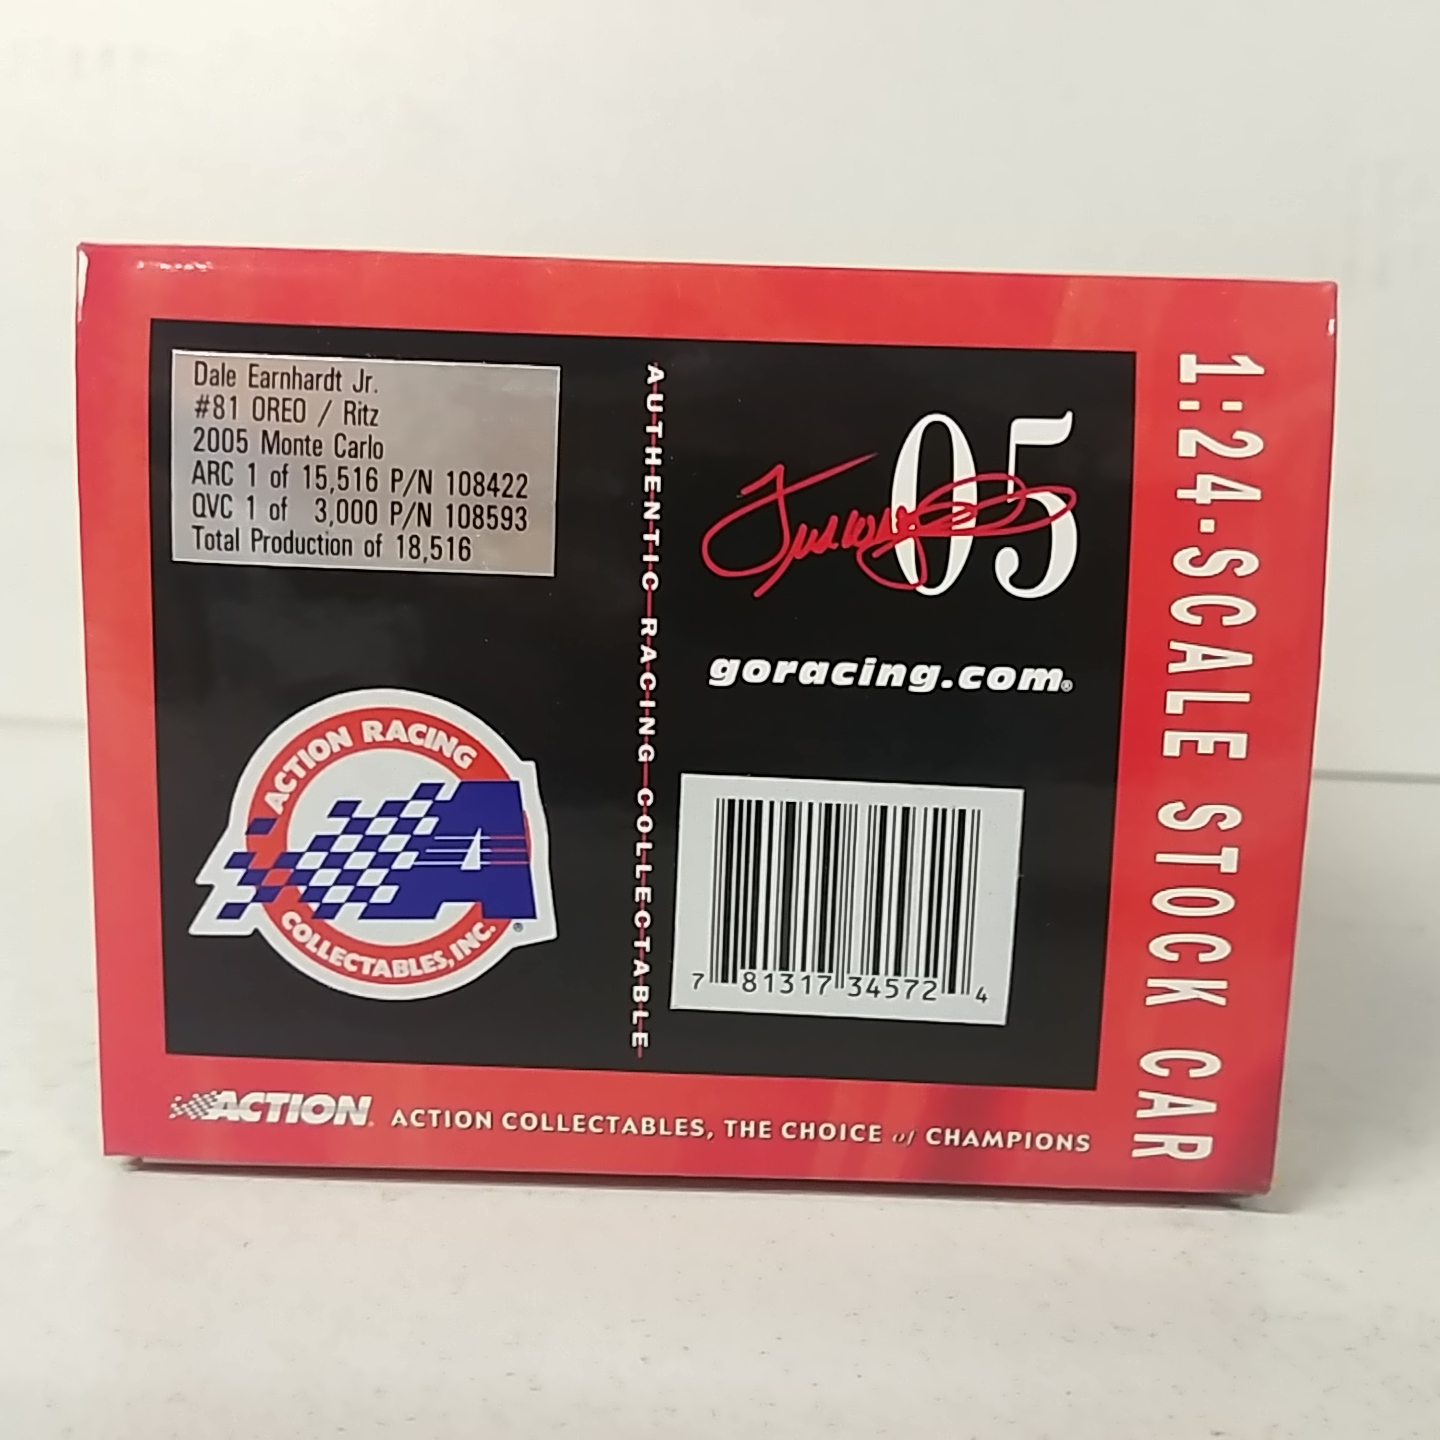 Dale Earnhardt Jr.
#81 OREO / Ritz
2005 Monte Carlo
ARC 1 of 15,516 P/N 108422
QVC 1 of 3,000 P/N 108593
Total Production of 18,516
ACTION RACING
COLLECTABLES, INC.®
AUTHENTIC RACING COLLECTABLE
05
goracing.com®
7 81317 34572 4
1:24-SCALE STOCK CAR
ACTION. ACTION COLLECTABLES, THE CHOICE of CHAMPIONS